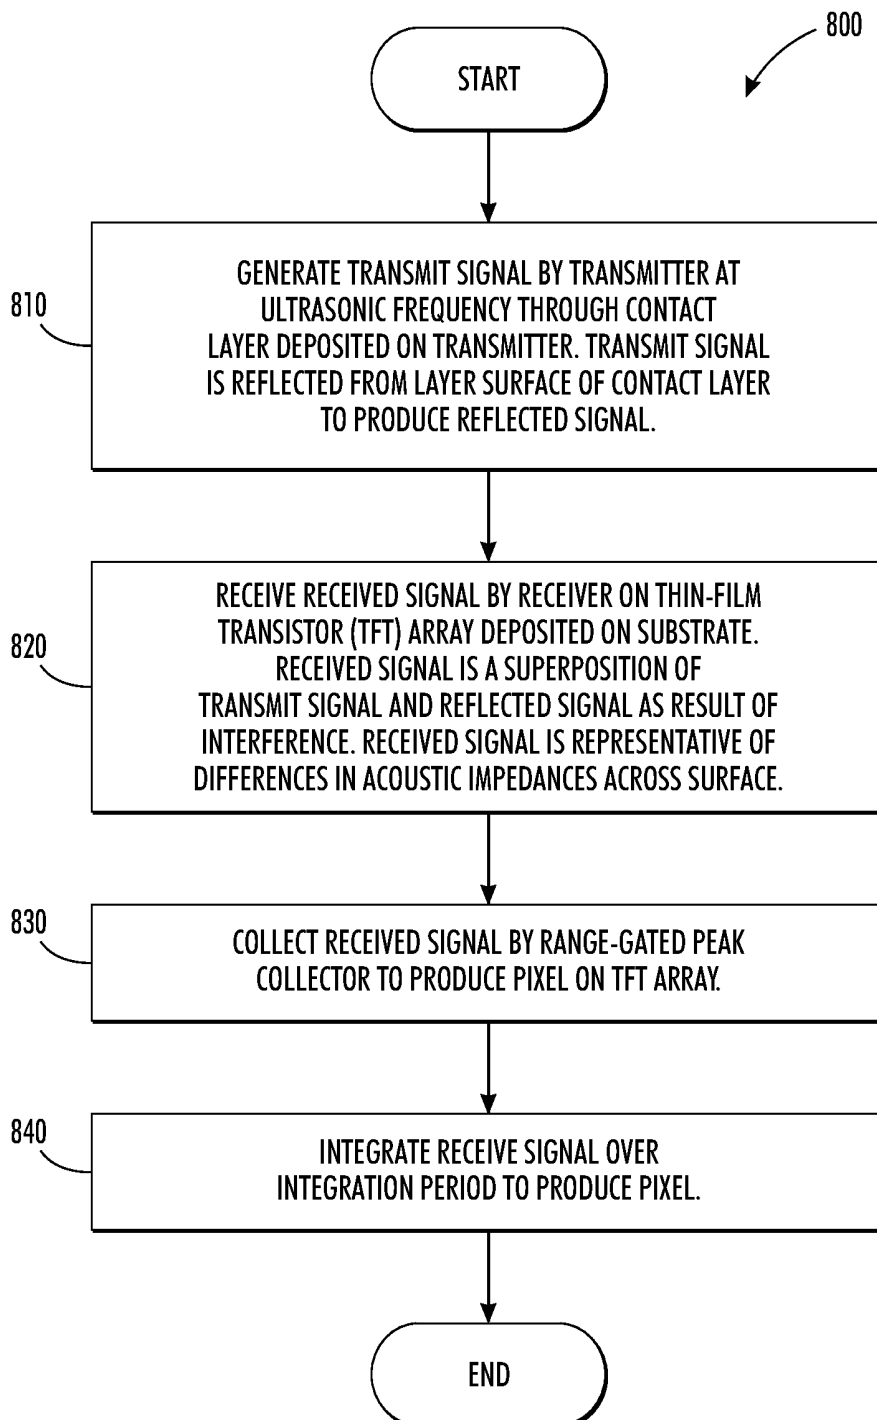 800
START
810
GENERATE TRANSMIT SIGNAL BY TRANSMITTER AT
ULTRASONIC FREQUENCY THROUGH CONTACT
LAYER DEPOSITED ON TRANSMITTER. TRANSMIT SIGNAL
IS REFLECTED FROM LAYER SURFACE OF CONTACT LAYER
TO PRODUCE REFLECTED SIGNAL.
820
RECEIVE RECEIVED SIGNAL BY RECEIVER ON THIN-FILM
TRANSISTOR (TFT) ARRAY DEPOSITED ON SUBSTRATE.
RECEIVED SIGNAL IS A SUPERPOSITION OF
TRANSMIT SIGNAL AND REFLECTED SIGNAL AS RESULT OF
INTERFERENCE. RECEIVED SIGNAL IS REPRESENTATIVE OF
DIFFERENCES IN ACOUSTIC IMPEDANCES ACROSS SURFACE.
830
COLLECT RECEIVED SIGNAL BY RANGE-GATED PEAK
COLLECTOR TO PRODUCE PIXEL ON TFT ARRAY.
840
INTEGRATE RECEIVE SIGNAL OVER
INTEGRATION PERIOD TO PRODUCE PIXEL.
END